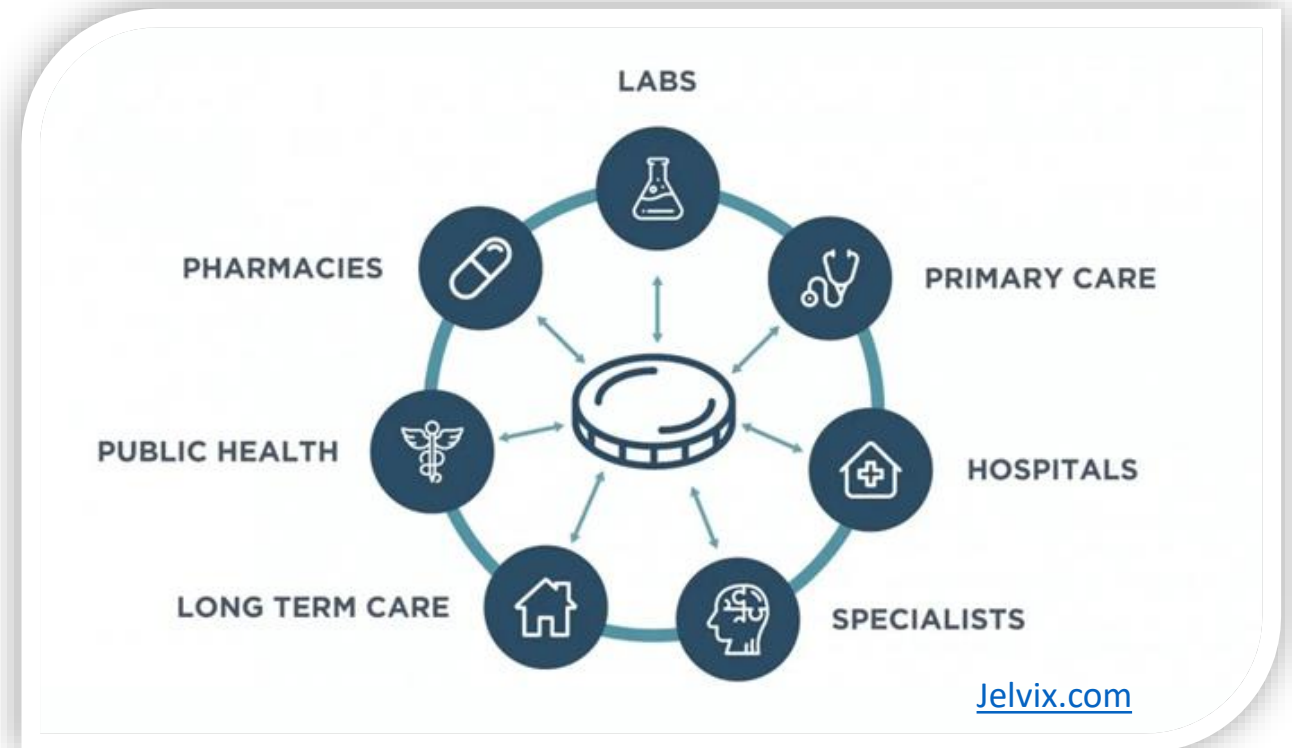 LABS
PHARMACIES
PRIMARY CARE
PUBLIC HEALTH
HOSPITALS
LONG TERM CARE
SPECIALISTS
Jelvix.com